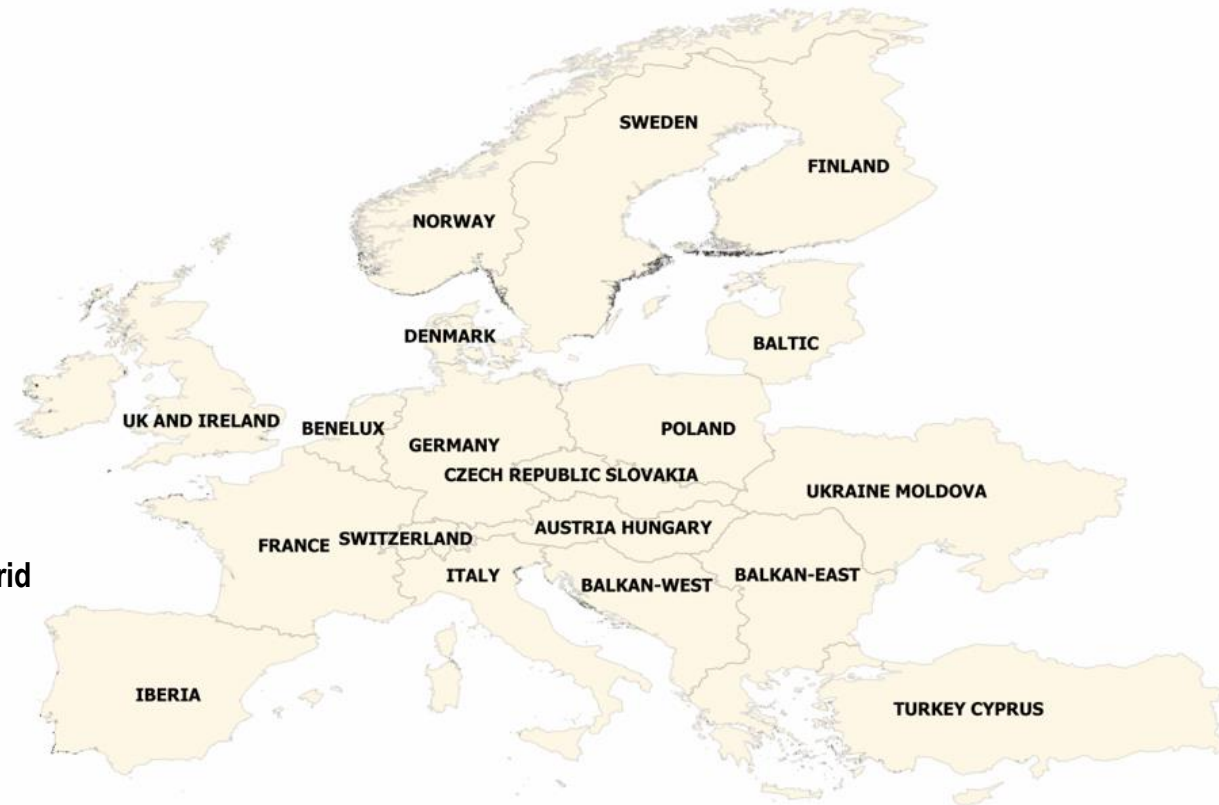 SWEDEN
FINLAND
NORWAY
DENMARK
BALTIC
UK AND IRELAND
BENELUX
GERMANY
POLAND
CZECH REPUBLIC SLOVAKIA
UKRAINE MOLDOVA
AUSTRIA HUNGARY
FRANCE
SWITZERLAND
rid
ITALY
BALKAN-WEST
BALKAN-EAST
IBERIA
TURKEY CYPRUS